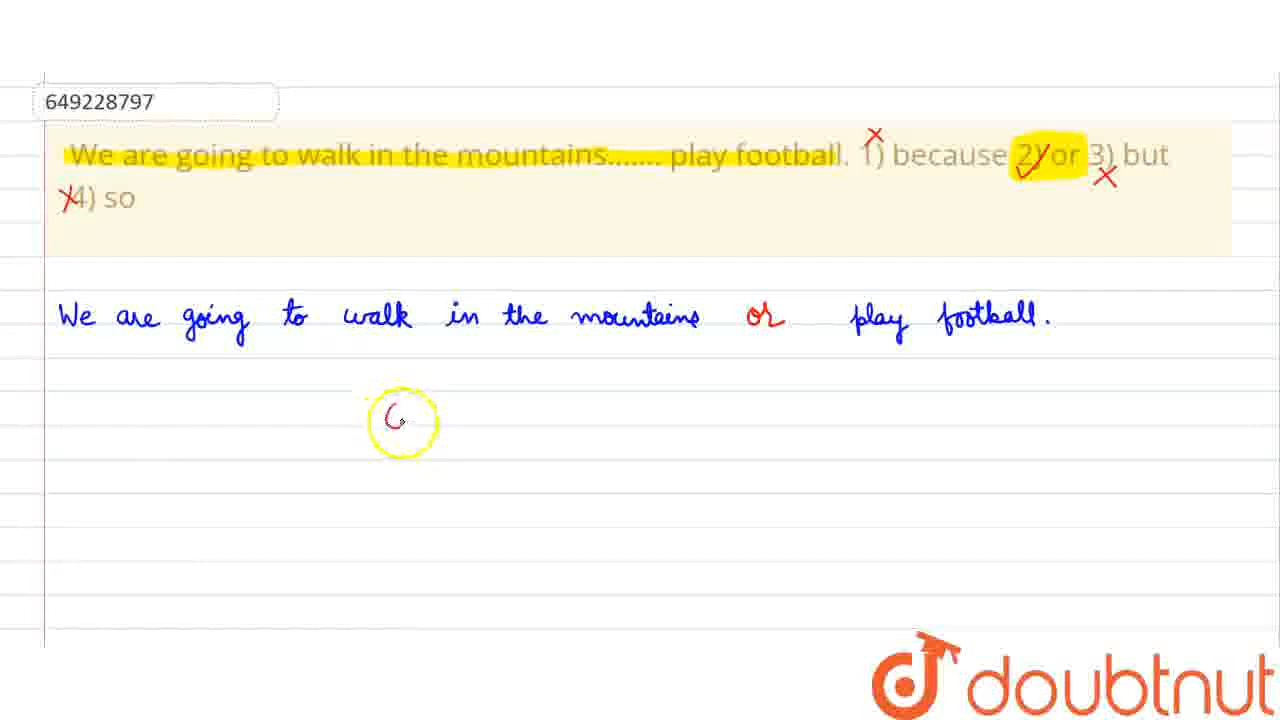 649228797
We are going to walk in the mountains....... play football. 1) because 2) or 3) but
4) so
We are going to walk in the mountains or play football.
doubtnut